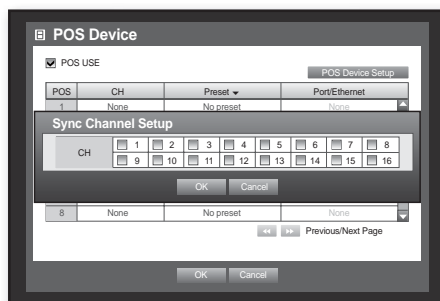 POS Device
POS USE
POS Device Setup
POS CH Preset Port/Ethernet
1 None No preset None
Sync Channel Setup
CH 1 2 3 4 5 6 7 8
9 10 11 12 13 14 15 16
OK Cancel
8 None No preset None
Previous/Next Page
OK Cancel